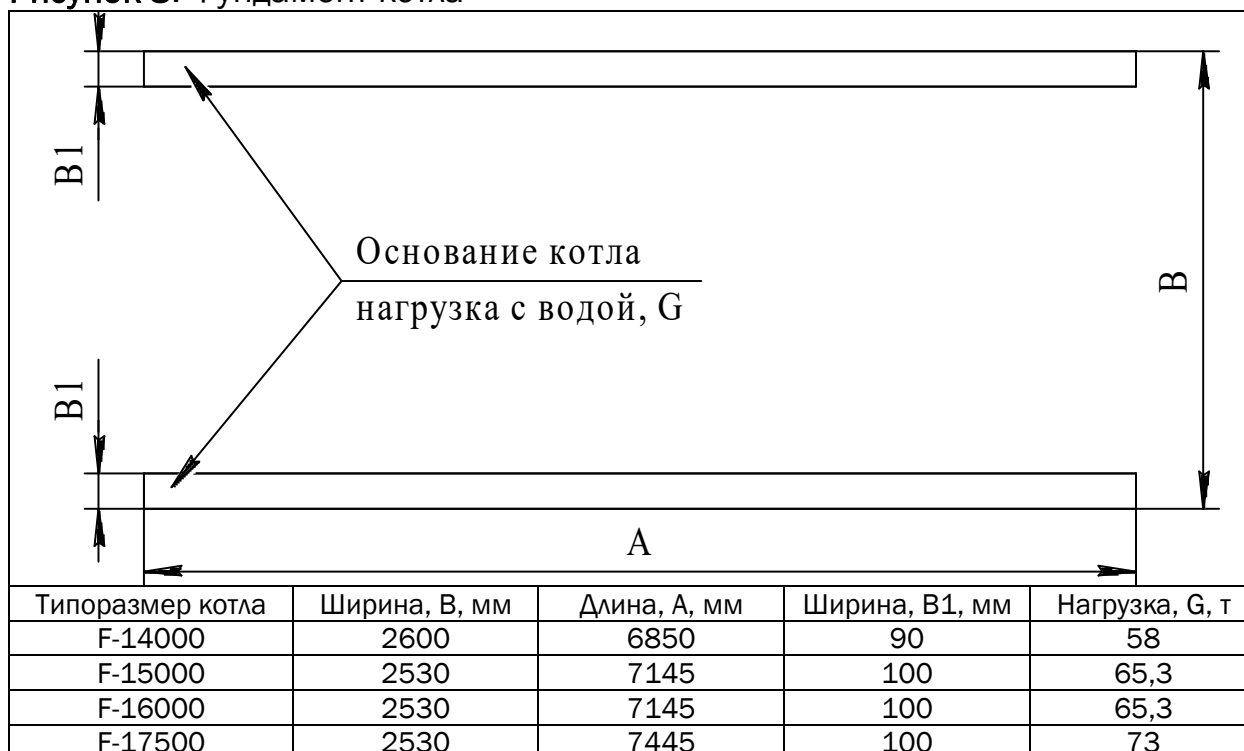 Фундамент котла
B1
Основание котла
нагрузка с водой, G
B
B1
A
Типоразмер котла Ширина, B, мм Длина, A, мм Ширина, B1, мм Нагрузка, G, т
F-14000 2600 6850 90 58
F-15000 2530 7145 100 65,3
F-16000 2530 7145 100 65,3
F-17500 2530 7445 100 73